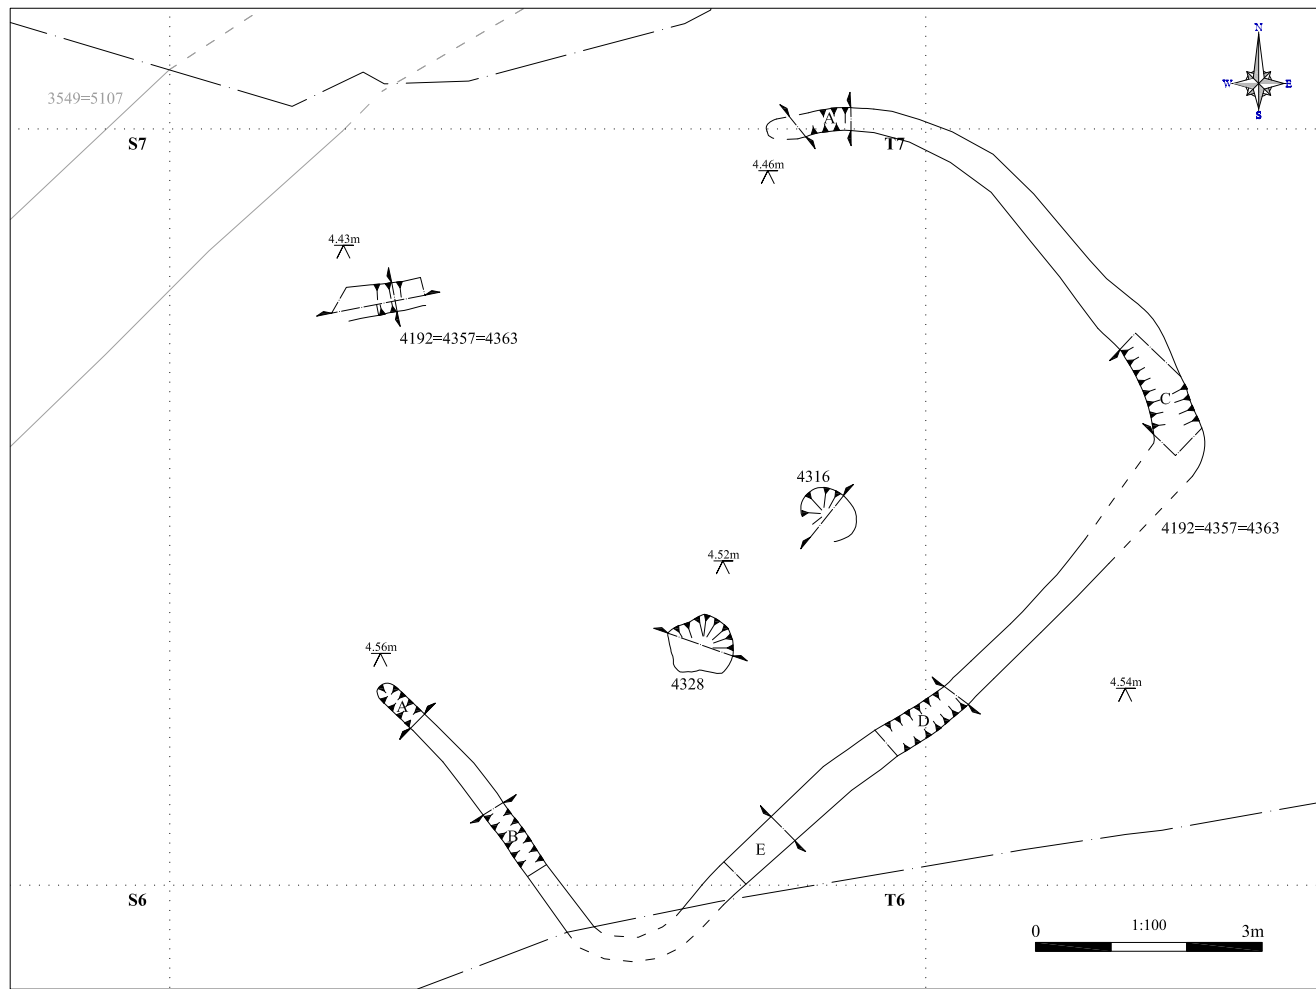 N
W E
S
3549=5107
A
S7
T7
4.46m
4.43m
4192=4357=4363
C
4316
4192=4357=4363
4.52m
4.56m
4328
4.54m
A
D
B
E
S6
T6
0 1:100 3m